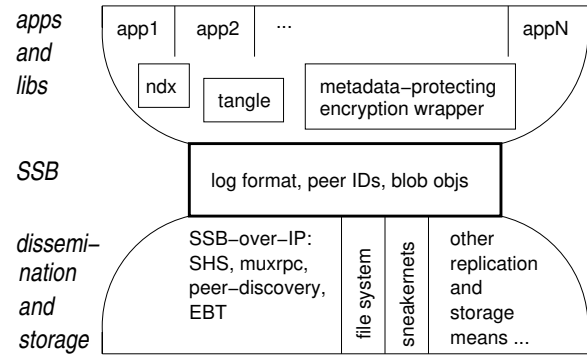 apps
and
libs
app1 app2 ... appN
ndx
tangle
metadata−protecting
encryption wrapper
SSB
log format, peer IDs, blob objs
dissemi−
nation
and
storage
SSB−over−IP:
SHS, muxrpc,
peer−discovery,
EBT
file system
sneakernets
other
replication
and
storage
means ...